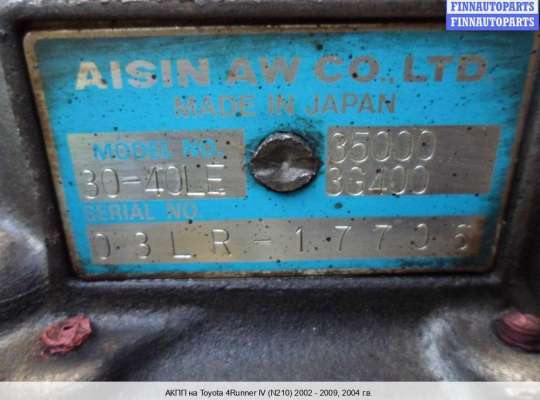 FINNAUTOPARTS
FINNAUTOPARTS
AISIN AW CO., LTD
MADE IN JAPAN
MODEL NO. 35000
30-40LE 3G400
SERIAL NO.
03LR-17706
АКПП на Toyota 4Runner IV (N210) 2002 - 2009, 2004 г.в.